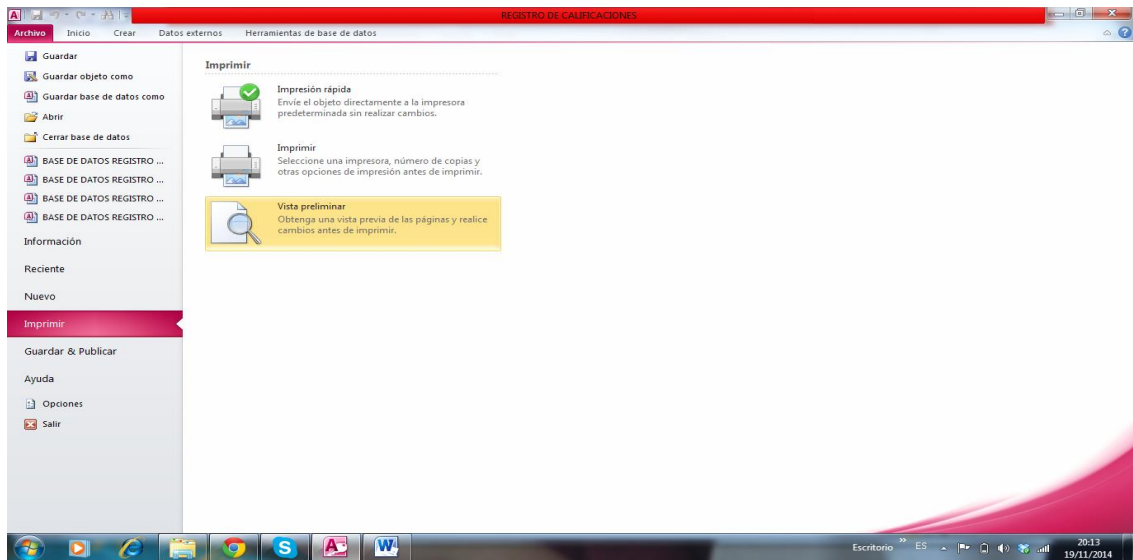 REGISTRO DE CALIFICACIONES
Archivo Inicio Crear Datos externos Herramientas de base de datos
Guardar
Guardar objeto como
Guardar base de datos como
Abrir
Cerrar base de datos
BASE DE DATOS REGISTRO ...
BASE DE DATOS REGISTRO ...
BASE DE DATOS REGISTRO ...
BASE DE DATOS REGISTRO ...
Información
Reciente
Nuevo
Imprimir
Guardar & Publicar
Ayuda
Opciones
Salir
Imprimir
Impresión rápida
Envíe el objeto directamente a la impresora
predeterminada sin realizar cambios.
Imprimir
Seleccione una impresora, número de copias y
otras opciones de impresión antes de imprimir.
Vista preliminar
Obtenga una vista previa de las páginas y realice
cambios antes de imprimir.
Escritorio » ES
20:13
19/11/2014